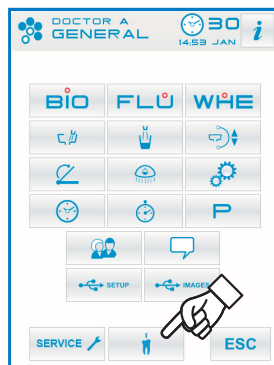 DOCTOR A
GENERAL
30
14:53 JAN
i
BIO FLU WHE
P
SETUP IMAGES
SERVICE ESC